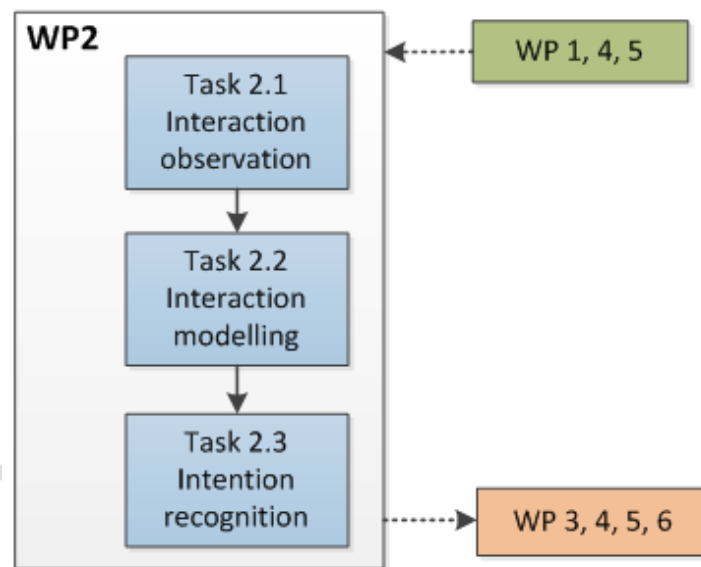 WP2
WP 1, 4, 5
Task 2.1
Interaction
observation
Task 2.2
Interaction
modelling
Task 2.3
Intention
recognition
WP 3, 4, 5, 6